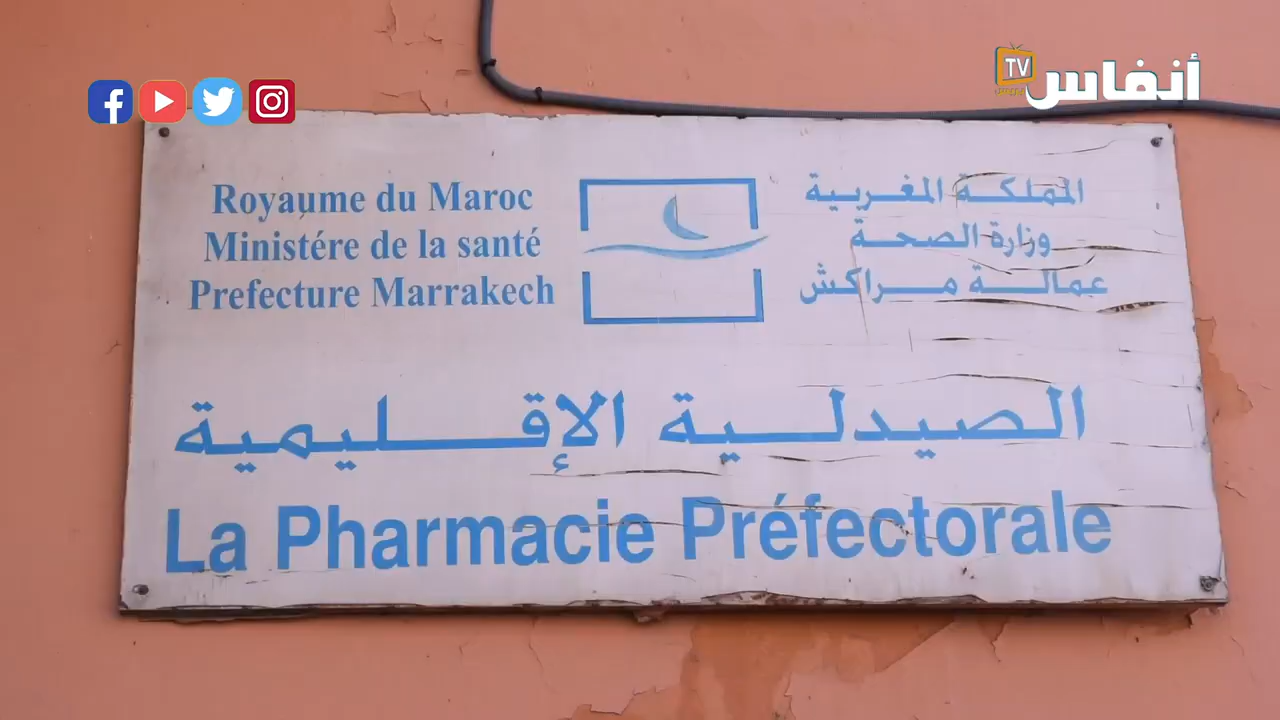 TV أنفاس
Royaume du Maroc
Ministére de la santé
Prefecture Marrakech
المملكة المغربية
وزارة الصحة
عمالة مراكش
الصيدلية الإقليمية
La Pharmacie Préfectorale